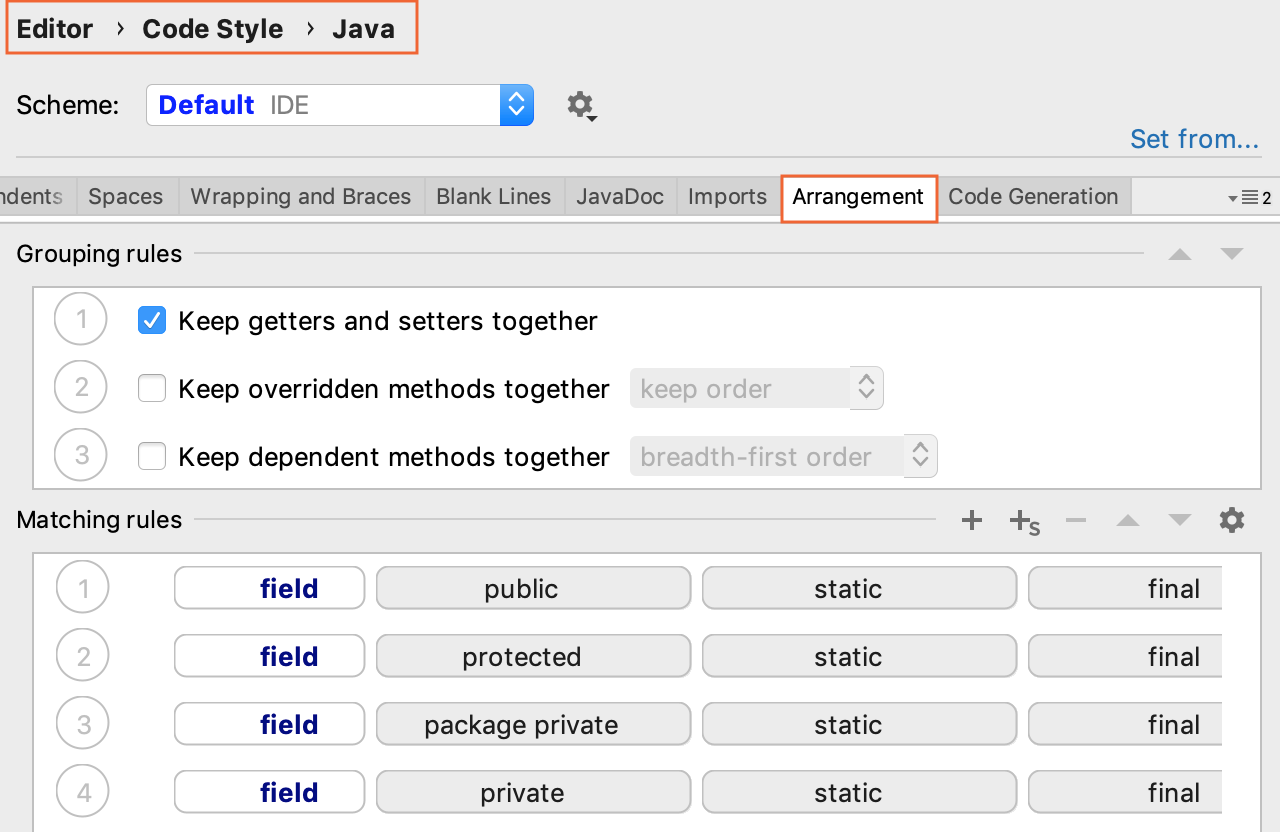 Editor › Code Style › Java
Scheme: Default IDE
Set from...
ndents Spaces Wrapping and Braces Blank Lines JavaDoc Imports Arrangement Code Generation 2
Grouping rules
1 Keep getters and setters together
2 Keep overridden methods together keep order
3 Keep dependent methods together breadth-first order
Matching rules
1 field public static final
2 field protected static final
3 field package private static final
4 field private static final